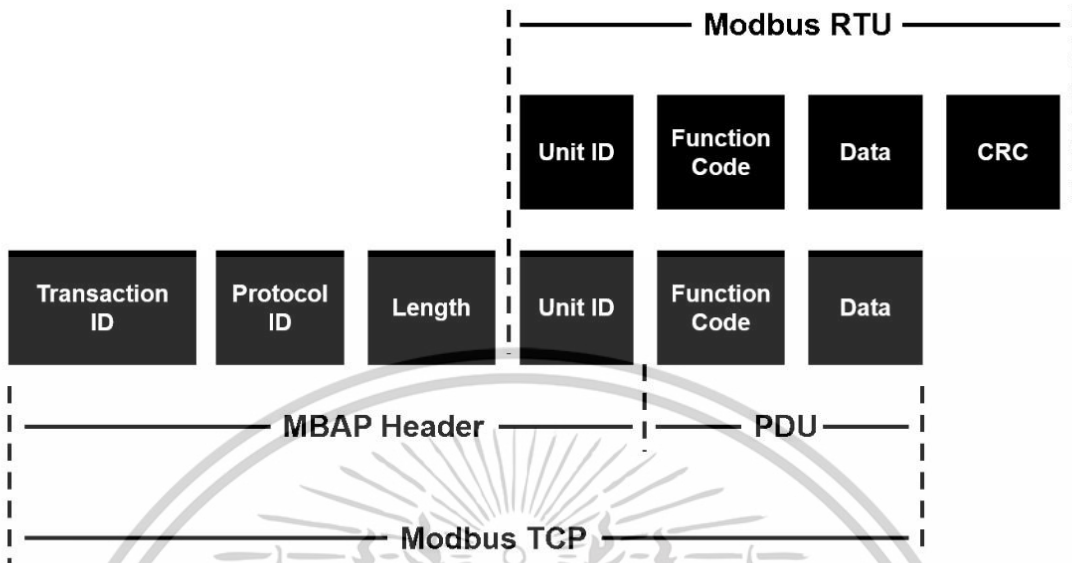 Modbus RTU
Unit ID
Function
Code
Data
CRC
Transaction
ID
Protocol
ID
Length
Unit ID
Function
Code
Data
MBAP Header
PDU
Modbus TCP